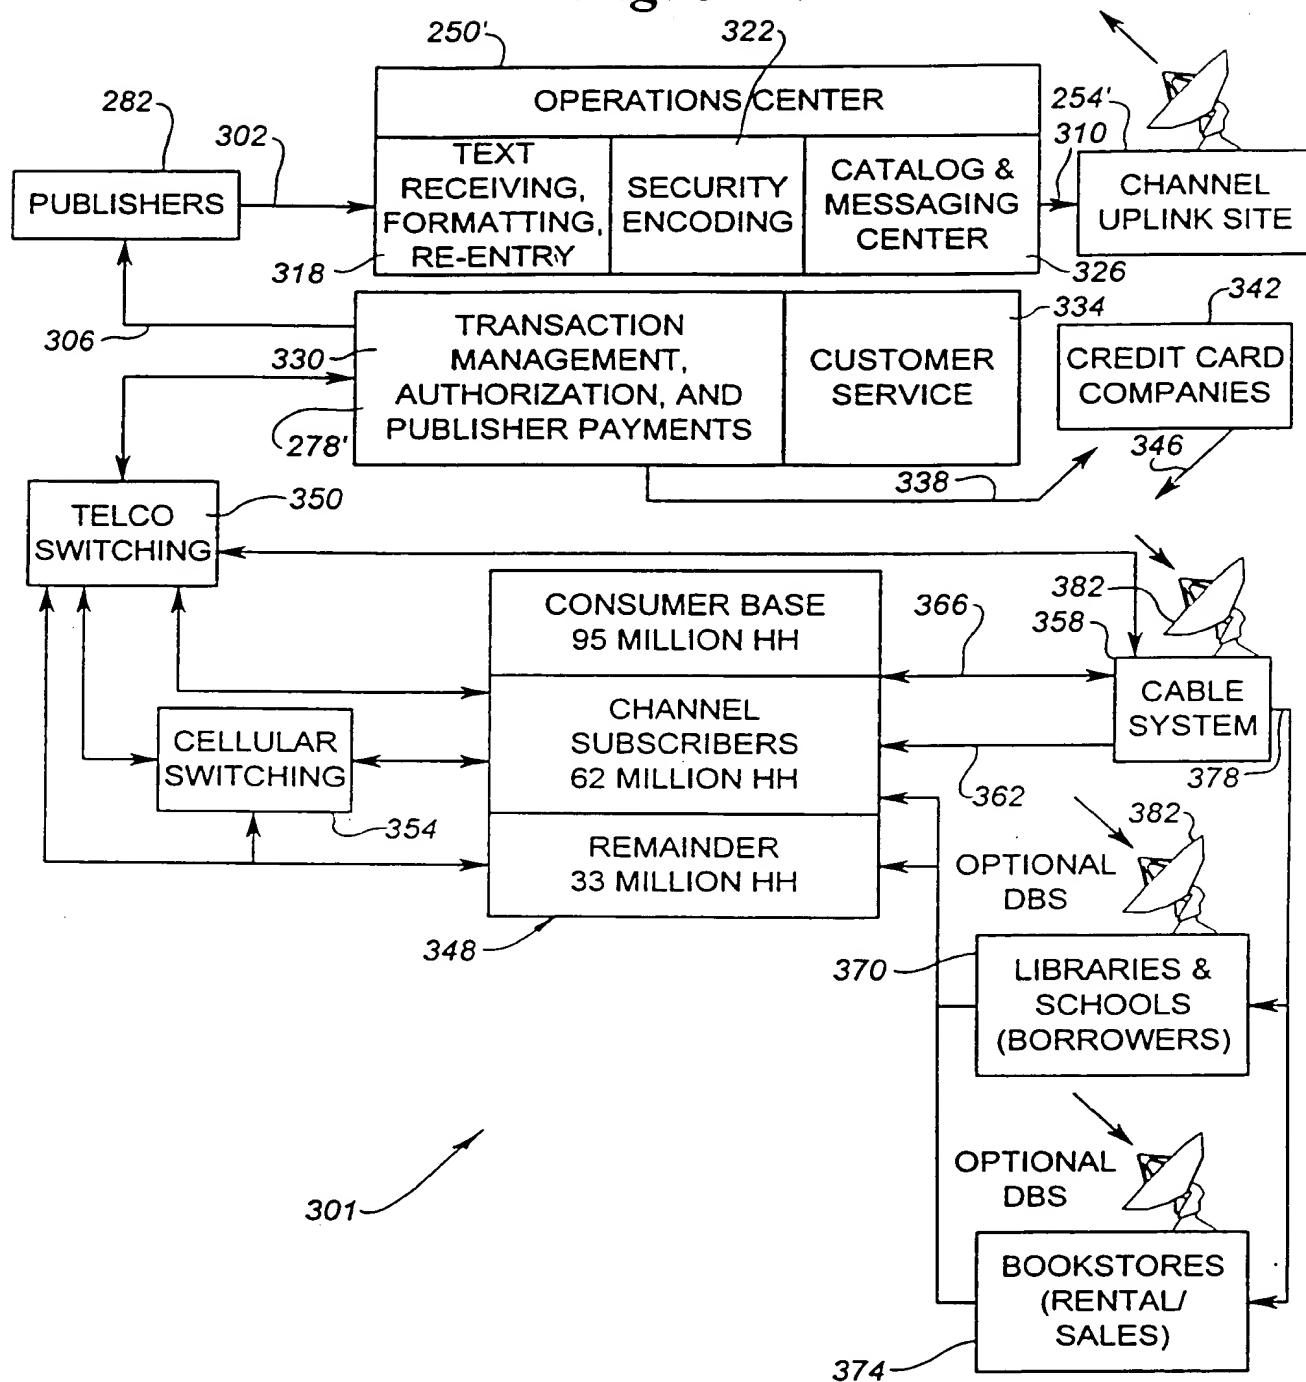 250'
322
282
302
OPERATIONS CENTER
254'
310
PUBLISHERS
TEXT
RECEIVING,
FORMATTING,
RE-ENTRY
SECURITY
ENCODING
CATALOG &
MESSAGING
CENTER
CHANNEL
UPLINK SITE
318
326
306
330
TRANSACTION
MANAGEMENT,
AUTHORIZATION, AND
PUBLISHER PAYMENTS
278'
CUSTOMER
SERVICE
334
342
CREDIT CARD
COMPANIES
346
338
350
TELCO
SWITCHING
CONSUMER BASE
95 MILLION HH
366
382
358
CHANNEL
SUBSCRIBERS
62 MILLION HH
CABLE
SYSTEM
CELLULAR
SWITCHING
354
362
378
REMAINDER
33 MILLION HH
348
382
OPTIONAL
DBS
370
LIBRARIES &
SCHOOLS
(BORROWERS)
301
OPTIONAL
DBS
BOOKSTORES
(RENTAL/
SALES)
374